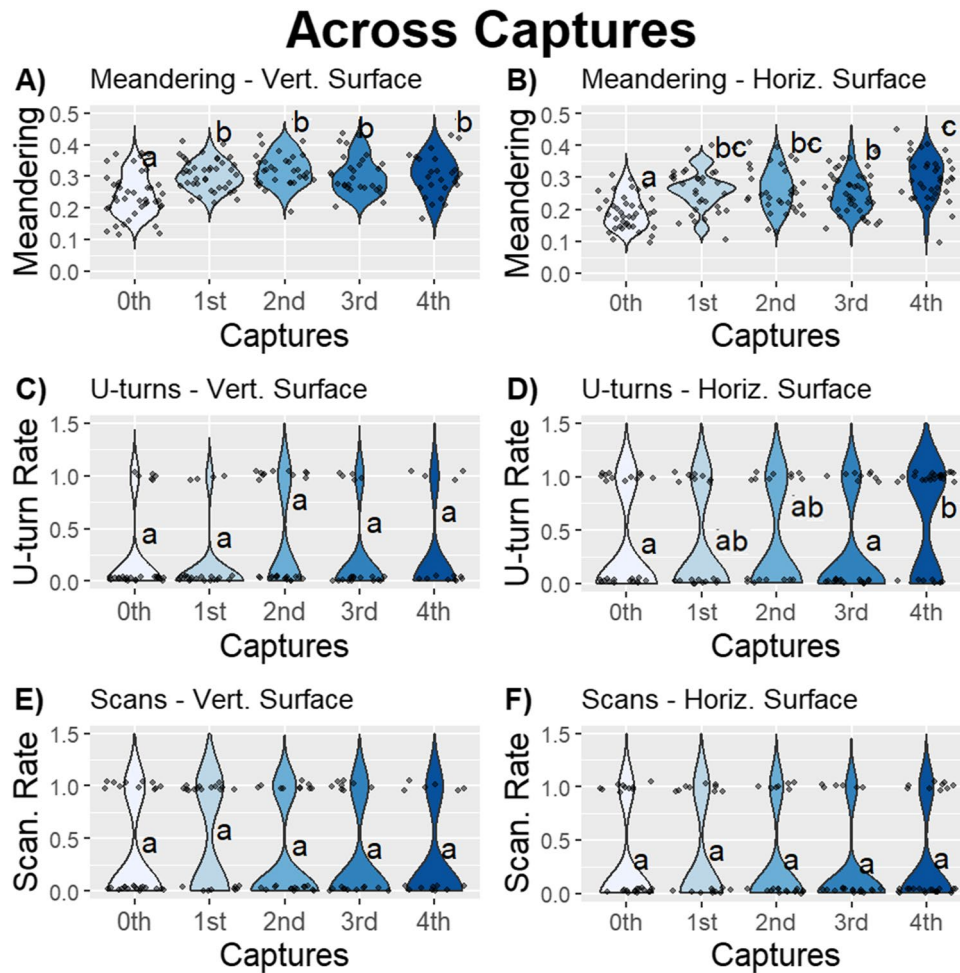 Across Captures
A) Meandering - Vert. Surface
Meandering
0.5
0.4
0.3
0.2
0.1
0.0
a
b
b
b
b
0th 1st 2nd 3rd 4th
Captures
B) Meandering - Horiz. Surface
Meandering
0.5
0.4
0.3
0.2
0.1
0.0
a
bc
bc
b
c
0th 1st 2nd 3rd 4th
Captures
C) U-turns - Vert. Surface
U-turn Rate
1.5
1.0
0.5
0.0
a
a
a
a
a
0th 1st 2nd 3rd 4th
Captures
D) U-turns - Horiz. Surface
U-turn Rate
1.5
1.0
0.5
0.0
a
ab
ab
a
b
0th 1st 2nd 3rd 4th
Captures
E) Scans - Vert. Surface
Scan. Rate
1.5
1.0
0.5
0.0
a
a
a
a
a
0th 1st 2nd 3rd 4th
Captures
F) Scans - Horiz. Surface
Scan. Rate
1.5
1.0
0.5
0.0
a
a
a
a
a
0th 1st 2nd 3rd 4th
Captures